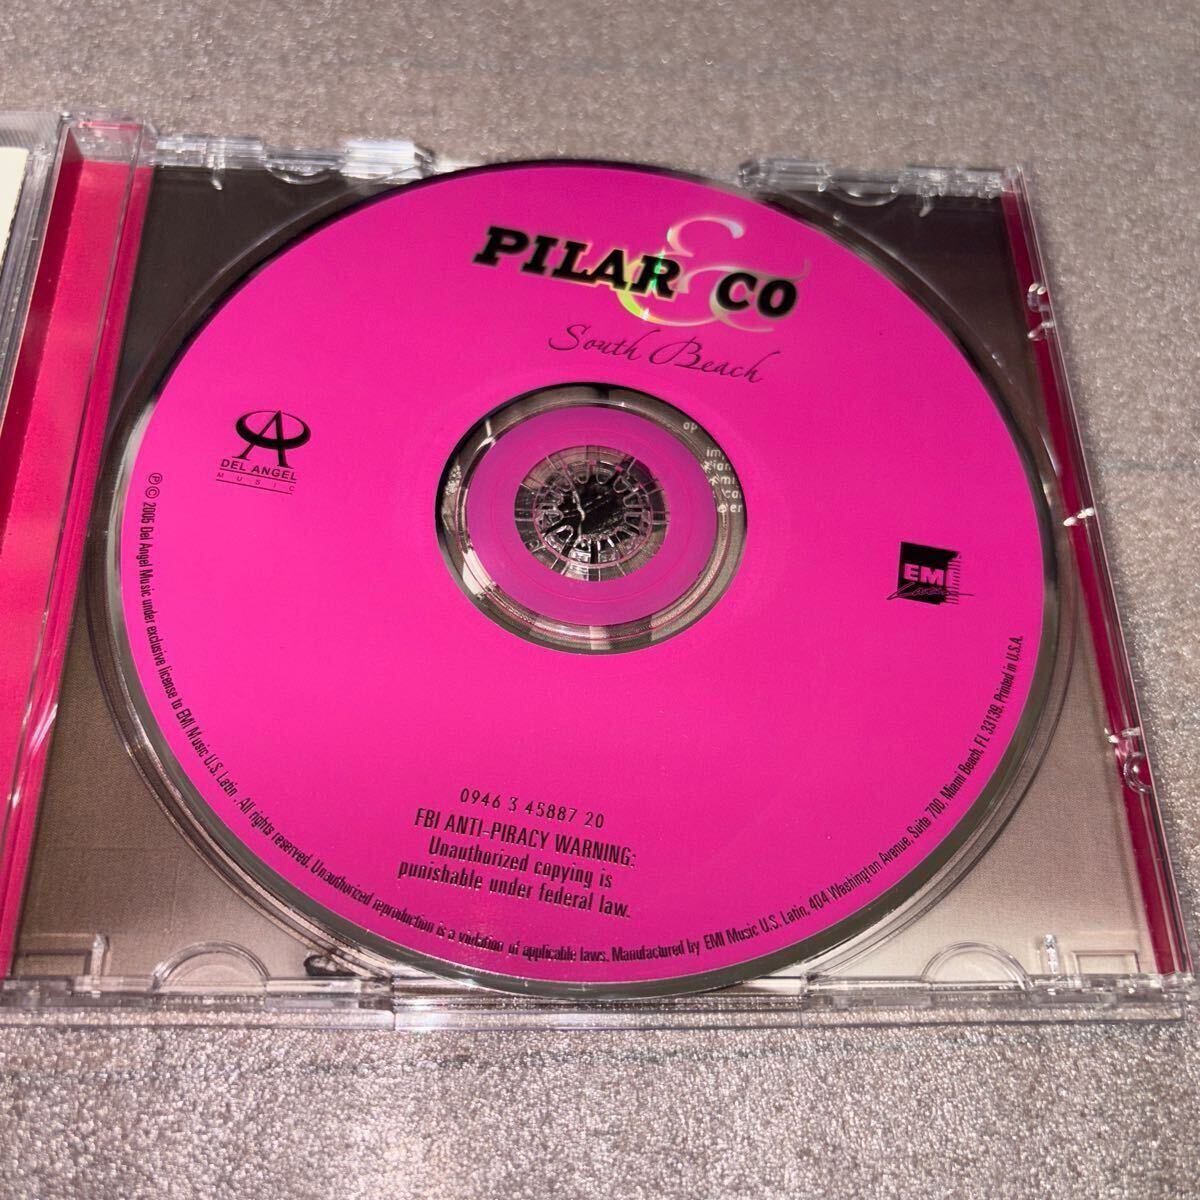 PILAR & CO
South Beach
DEL ANGEL
MUSIC
EMI
Latin
0946 3 45887 20
FBI ANTI-PIRACY WARNING:
Unauthorized copying is
punishable under federal law.
℗ © 2005 Del Angel Music under exclusive license to EMI Music U.S. Latin . All rights reserved. Unauthorized reproduction is a violation of applicable laws. Manufactured by EMI Music U.S. Latin, 404 Washington Avenue, Suite 700, Miami Beach, FL 33139. Printed in U.S.A.